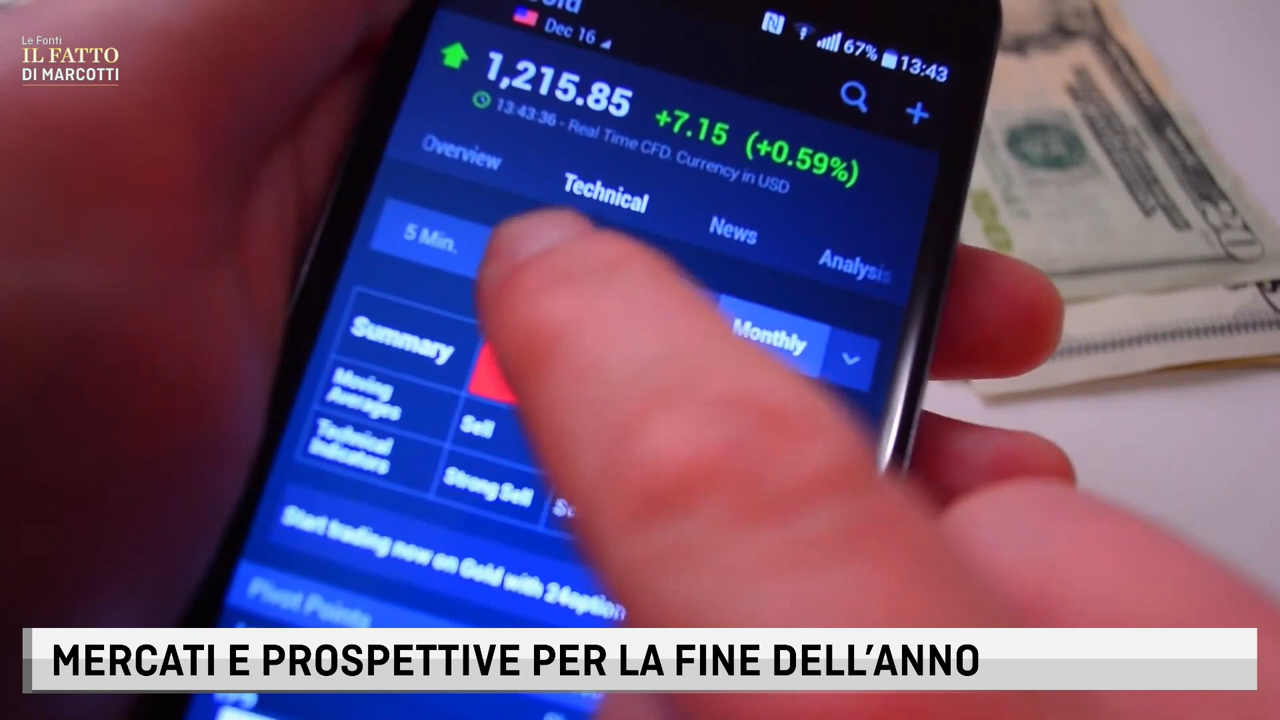 Le Fonti
IL FATTO
DI MARCOTTI
Dec 16
67% 13:43
1,215.85 +7.15 (+0.59%)
13:43:36 - Real Time CFD. Currency in USD
Overview Technical News Analysis
5 Min. Monthly
Summary
Moving
Averages
Sell
Technical
Indicators
Strong Sell
Start trading now on Gold with 24option
Pivot Points
MERCATI E PROSPETTIVE PER LA FINE DELL'ANNO